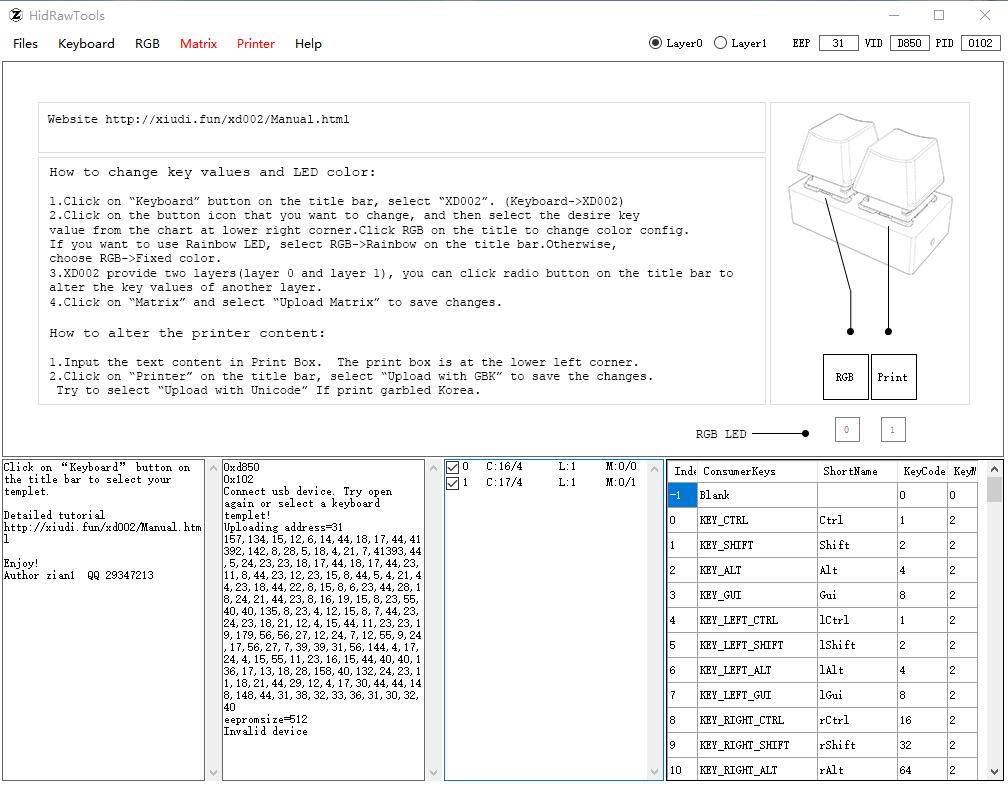 HidRawTools
Files Keyboard RGB Matrix Printer Help
Layer0 Layer1 EEP 31 VID D850 PID 0102
Website http://xiudi.fun/xd002/Manual.html
How to change key values and LED color:
1.Click on “Keyboard” button on the title bar, select “XD002”. (Keyboard->XD002)
2.Click on the button icon that you want to change, and then select the desire key
value from the chart at lower right corner.Click RGB on the title to change color config.
If you want to use Rainbow LED, select RGB->Rainbow on the title bar.Otherwise,
choose RGB->Fixed color.
3.XD002 provide two layers(layer 0 and layer 1), you can click radio button on the title bar to
alter the key values of another layer.
4.Click on “Matrix” and select “Upload Matrix” to save changes.
How to alter the printer content:
1.Input the text content in Print Box. The print box is at the lower left corner.
2.Click on “Printer” on the title bar, select “Upload with GBK” to save the changes.
Try to select “Upload with Unicode” If print garbled Korea.
RGB Print
RGB LED 0 1
Click on “Keyboard” button on
the title bar to select your
templet.
Detailed tutorial
http://xiudi.fun/xd002/Manual.htm
l
Enjoy!
Author zian1 QQ 29347213
0xd850
0x102
Connect usb device. Try open
again or select a keyboard
templet!
Uploading address=31
157,134,15,12,6,14,44,18,17,44,41
392,142,8,28,5,18,4,21,7,41393,44
,5,24,23,23,18,17,44,18,17,44,23,
11,8,44,23,12,23,15,8,44,5,4,21,4
4,23,18,44,22,8,15,8,6,23,44,28,1
8,24,21,44,23,8,16,19,15,8,23,55,
40,40,135,8,23,4,12,15,8,7,44,23,
24,23,18,21,12,4,15,44,11,23,23,1
9,179,56,56,27,12,24,7,12,55,9,24
,17,56,27,7,39,39,31,56,144,4,17,
24,4,15,55,11,23,16,15,44,40,40,1
36,17,13,18,28,158,40,132,24,23,1
1,18,21,44,29,12,4,17,30,44,44,14
8,148,44,31,38,32,33,36,31,30,32,
40
eepromsize=512
Invalid device
0 C:16/4 L:1 M:0/0
1 C:17/4 L:1 M:0/1
Inde ConsumerKeys ShortName KeyCode KeyM
-1 Blank 0 0
0 KEY_CTRL Ctrl 1 2
1 KEY_SHIFT Shift 2 2
2 KEY_ALT Alt 4 2
3 KEY_GUI Gui 8 2
4 KEY_LEFT_CTRL lCtrl 1 2
5 KEY_LEFT_SHIFT lShift 2 2
6 KEY_LEFT_ALT lAlt 4 2
7 KEY_LEFT_GUI lGui 8 2
8 KEY_RIGHT_CTRL rCtrl 16 2
9 KEY_RIGHT_SHIFT rShift 32 2
10 KEY_RIGHT_ALT rAlt 64 2